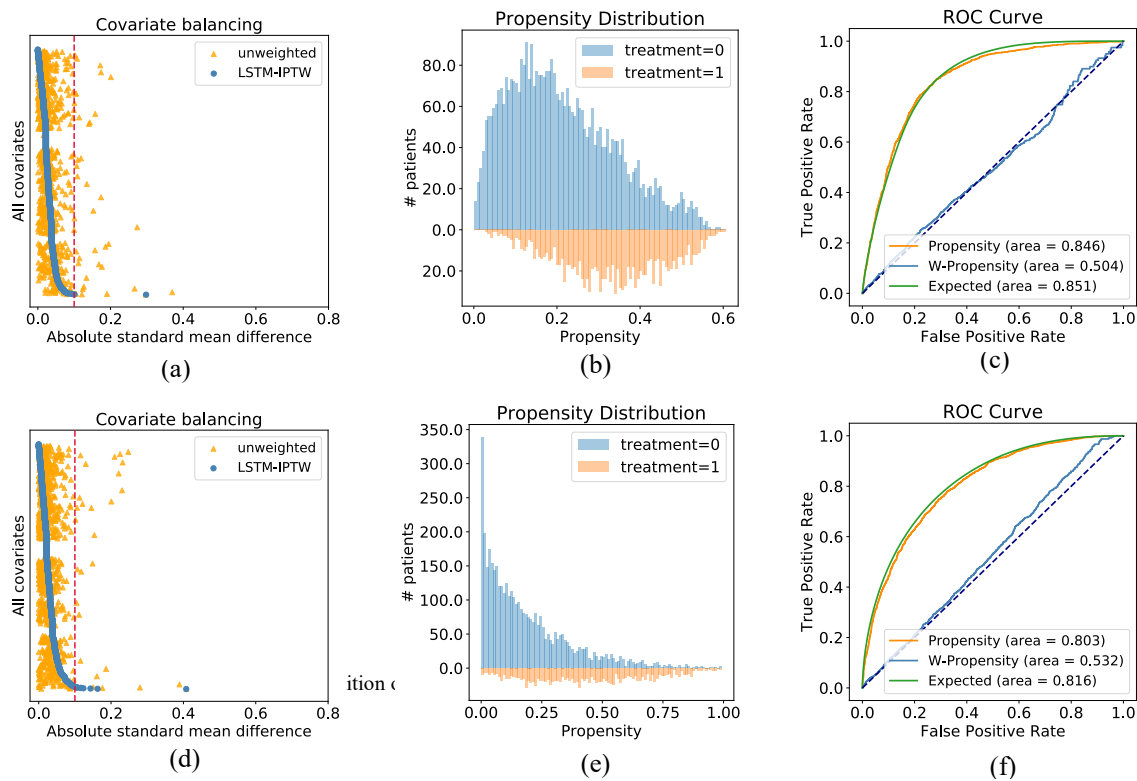 Covariate balancing
unweighted
LSTM-IPTW
All covariates
0.0 0.2 0.4 0.6 0.8
Absolute standard mean difference
(a)
Propensity Distribution
treatment=0
treatment=1
# patients
80.0
60.0
40.0
20.0
0.0
20.0
0.0 0.2 0.4 0.6
Propensity
(b)
ROC Curve
True Positive Rate
1.0
0.8
0.6
0.4
0.2
0.0
Propensity (area = 0.846)
W-Propensity (area = 0.504)
Expected (area = 0.851)
0.0 0.2 0.4 0.6 0.8 1.0
False Positive Rate
(c)
Covariate balancing
unweighted
LSTM-IPTW
All covariates
0.0 0.2 0.4 0.6 0.8
Absolute standard mean difference
(d)
ition
Propensity Distribution
treatment=0
treatment=1
# patients
350.0
300.0
250.0
200.0
150.0
100.0
50.0
0.0
50.0
0.00 0.25 0.50 0.75 1.00
Propensity
(e)
ROC Curve
True Positive Rate
1.0
0.8
0.6
0.4
0.2
0.0
Propensity (area = 0.803)
W-Propensity (area = 0.532)
Expected (area = 0.816)
0.0 0.2 0.4 0.6 0.8 1.0
False Positive Rate
(f)